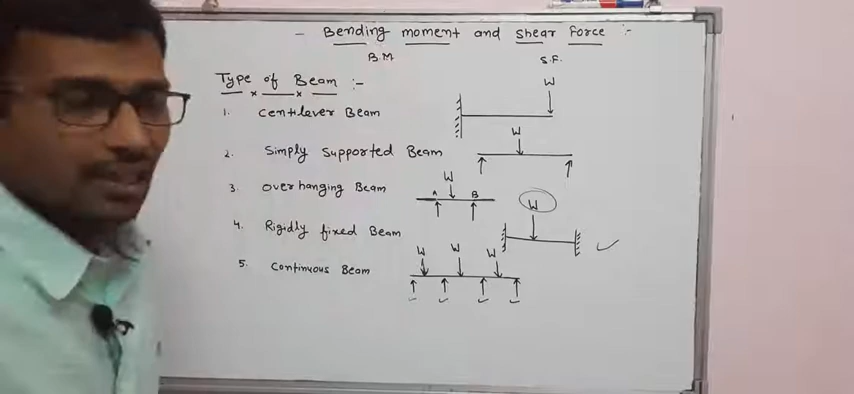 - Bending moment and Shear Force :-
B.M. S.F.
Type of Beam :-
W
1. Centilever Beam
W
2. Simply Supported Beam
W
3. Overhanging Beam
A B
W
4. Rigidly fixed Beam
W W W
5. Continuous Beam